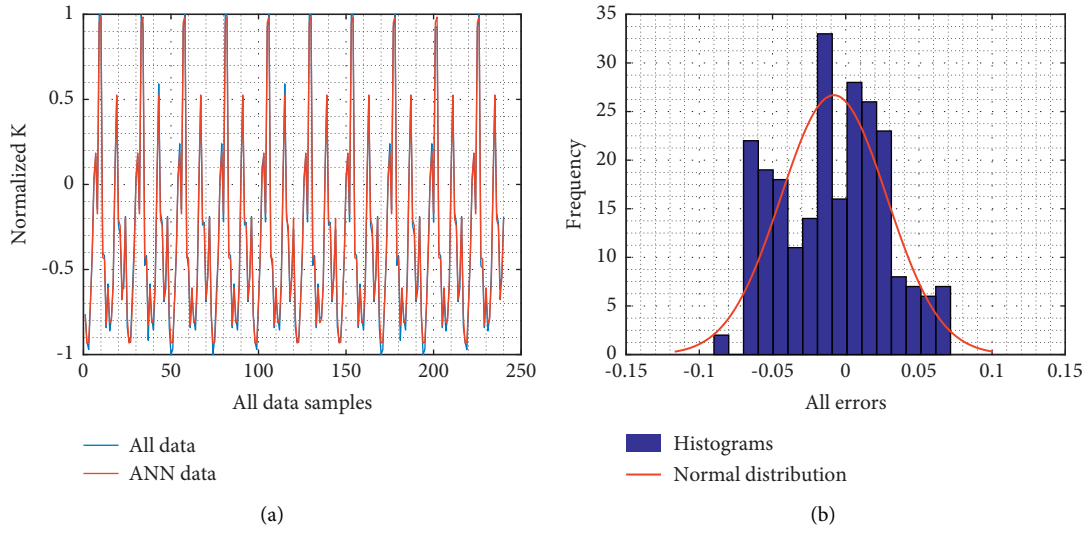 1
0.5
0
-0.5
-1
Normalized K
0
50
100
150
200
250
All data samples
All data
ANN data
(a)
35
30
25
20
15
10
5
0
Frequency
-0.15
-0.1
-0.05
0
0.05
0.1
0.15
All errors
Histograms
Normal distribution
(b)